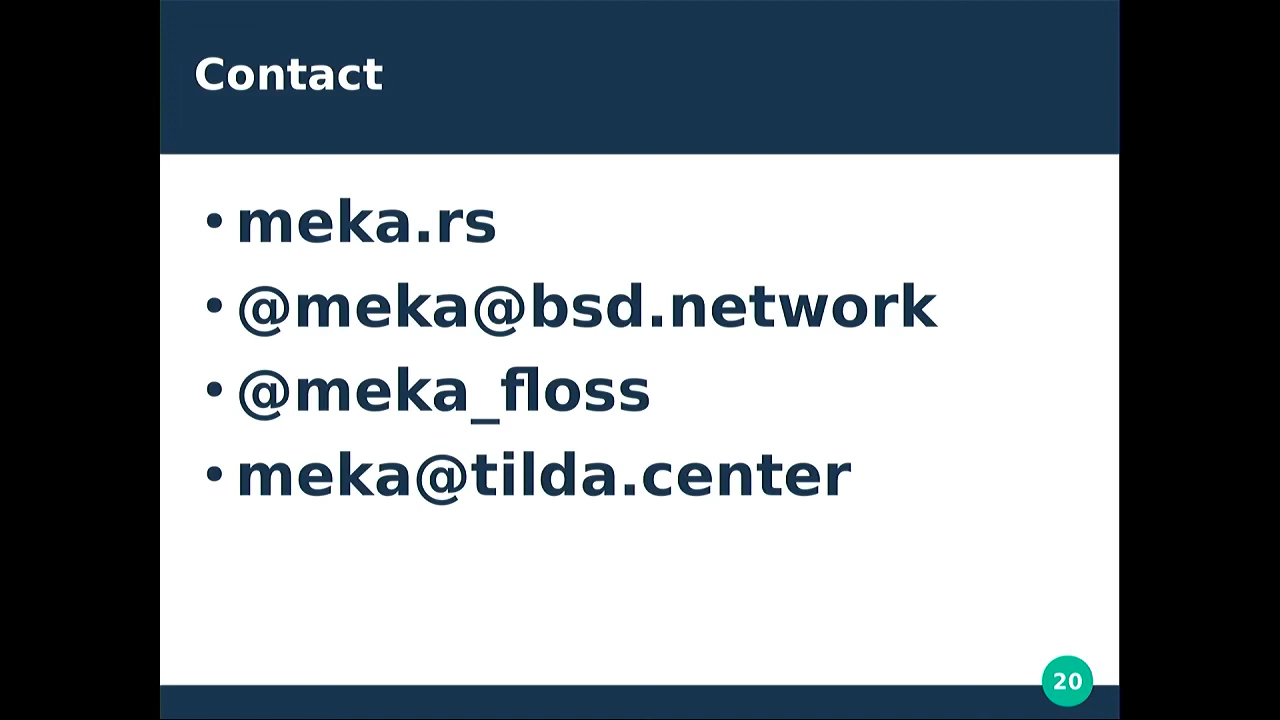 Contact
• meka.rs
• @meka@bsd.network
• @meka_floss
• meka@tilda.center
20